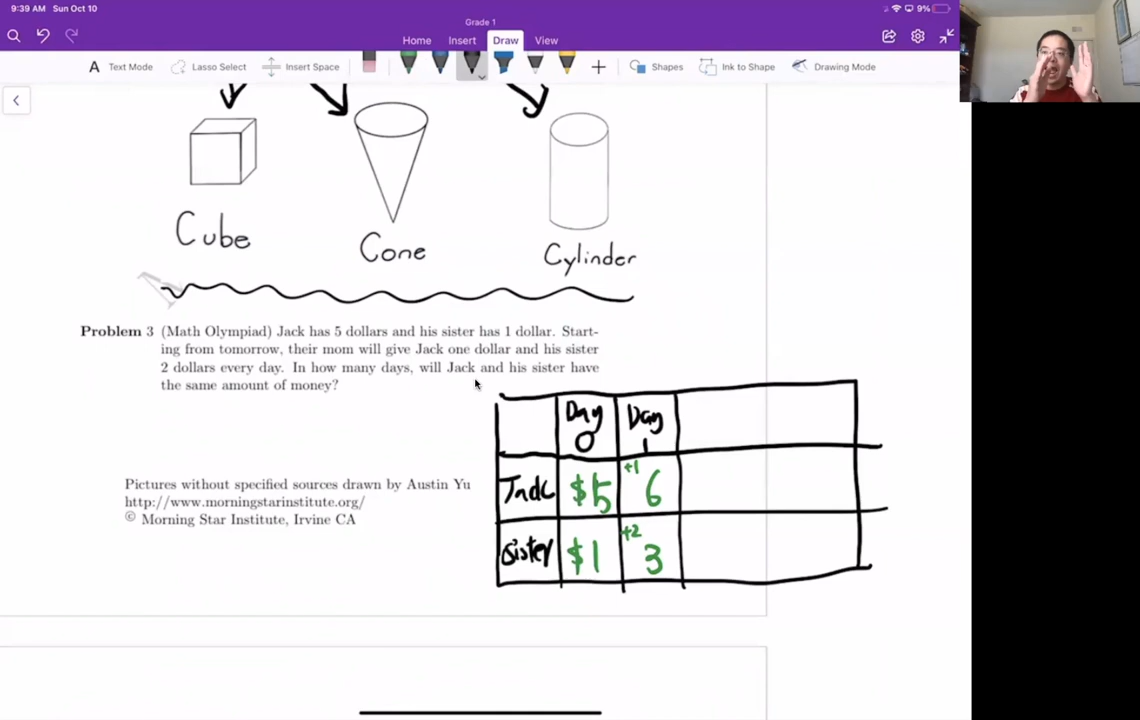 9:39 AM Sun Oct 10
9%
Grade 1
Home Insert Draw View
Text Mode Lasso Select Insert Space Shapes Ink to Shape Drawing Mode
Cube
Cone
Cylinder
Problem 3 (Math Olympiad) Jack has 5 dollars and his sister has 1 dollar. Start-
ing from tomorrow, their mom will give Jack one dollar and his sister
2 dollars every day. In how many days, will Jack and his sister have
the same amount of money?
Day 0 Day 1
Jack $5 +1 6
Sister $1 +2 3
Pictures without specified sources drawn by Austin Yu
http://www.morningstarinstitute.org/
© Morning Star Institute, Irvine CA